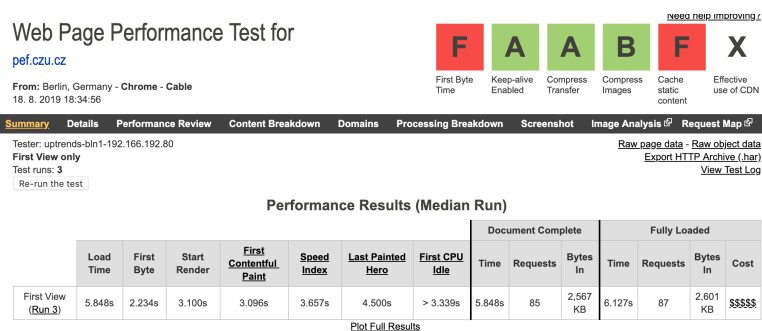 Need help improving?
Web Page Performance Test for
pef.czu.cz
From: Berlin, Germany - Chrome - Cable
18. 8. 2019 18:34:56
F
A
A
B
F
X
First Byte
Time
Keep-alive
Enabled
Compress
Transfer
Compress
Images
Cache
static
content
Effective
use of CDN
Summary Details Performance Review Content Breakdown Domains Processing Breakdown Screenshot Image Analysis Request Map
Tester: uptrends-bln1-192.166.192.80
First View only
Test runs: 3
Re-run the test
Raw page data - Raw object data
Export HTTP Archive (.har)
View Test Log
Performance Results (Median Run)
Document Complete Fully Loaded
Load
Time
First
Byte
Start
Render
First
Contentful
Paint
Speed
Index
Last Painted
Hero
First CPU
Idle
Time
Requests
Bytes
In
Time
Requests
Bytes
In
Cost
First View
(Run 3)
5.848s
2.234s
3.100s
3.096s
3.657s
4.500s
> 3.339s
5.848s
85
2,567
KB
6.127s
87
2,601
KB
$$$$$
Plot Full Results